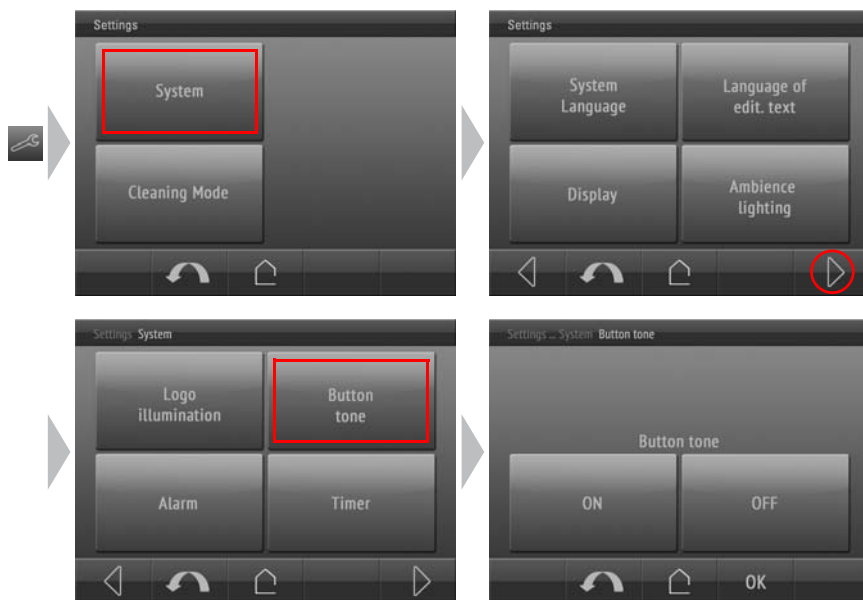 Settings
System
Cleaning Mode
Settings
System
Language
Language of
edit. text
Display
Ambience
lighting
Settings System
Logo
illumination
Button
tone
Alarm
Timer
Settings ... System Button tone
Button tone
ON
OFF
OK